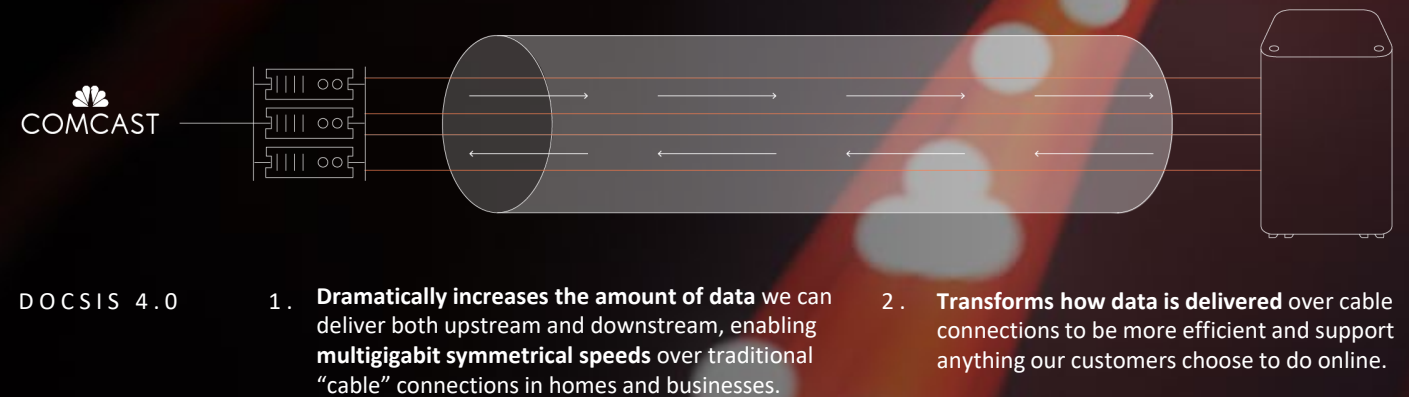 COMCAST
DOCSIS 4.0
1. Dramatically increases the amount of data we can
deliver both upstream and downstream, enabling
multigigabit symmetrical speeds over traditional
“cable” connections in homes and businesses.
2. Transforms how data is delivered over cable
connections to be more efficient and support
anything our customers choose to do online.